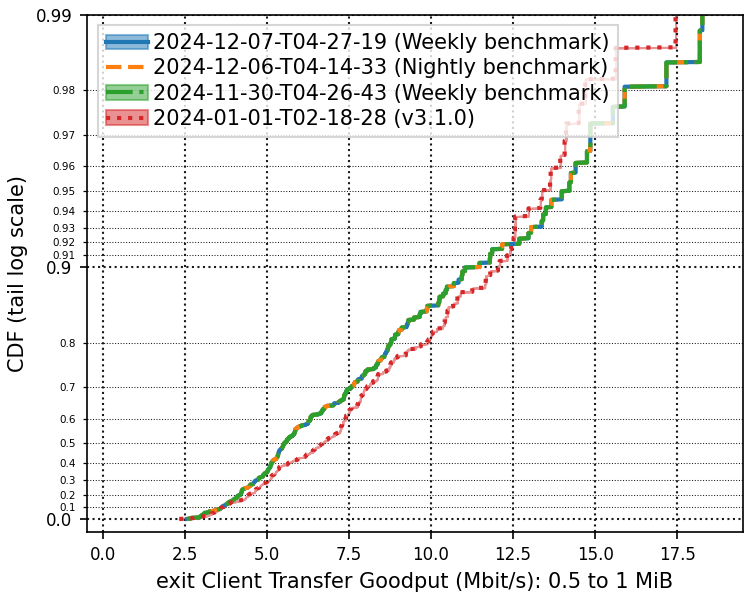 0.99
2024-12-07-T04-27-19 (Weekly benchmark)
2024-12-06-T04-14-33 (Nightly benchmark)
2024-11-30-T04-26-43 (Weekly benchmark)
2024-01-01-T02-18-28 (v3.1.0)
0.98
0.97
0.96
0.95
0.94
0.93
0.92
0.91
0.9
0.8
0.7
0.6
0.5
0.4
0.3
0.2
0.1
0.0
CDF (tail log scale)
0.0 2.5 5.0 7.5 10.0 12.5 15.0 17.5
exit Client Transfer Goodput (Mbit/s): 0.5 to 1 MiB